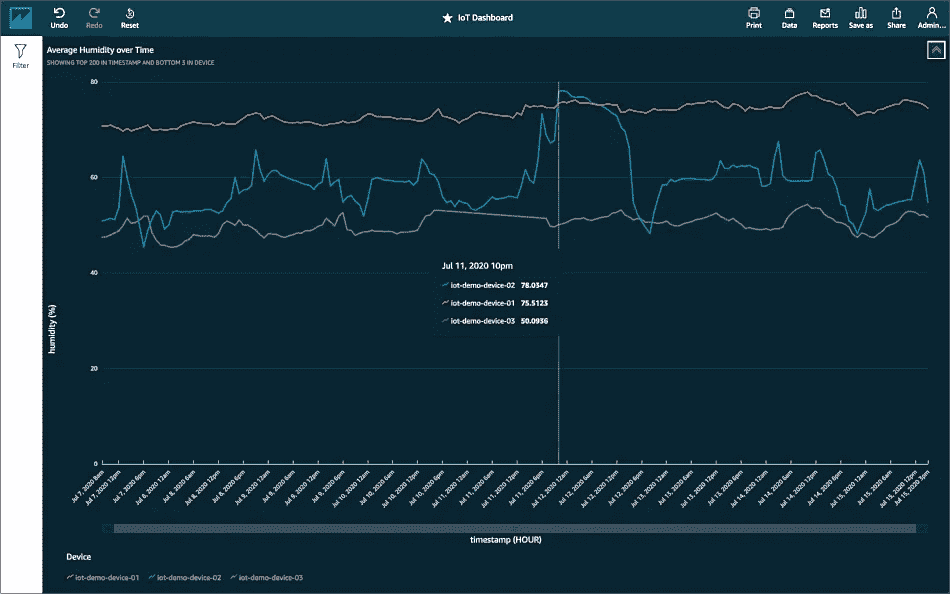 Undo Redo Reset
IoT Dashboard
Print Data Reports Save as Share Admin...
Filter
Average Humidity over Time
SHOWING TOP 200 IN TIMESTAMP AND BOTTOM 3 IN DEVICE
80
60
40
20
0
humidity (%)
Jul 11, 2020 10pm
iot-demo-device-02 78.0347
iot-demo-device-01 75.5123
iot-demo-device-03 50.0936
Jul 7, 2020 8am
Jul 7, 2020 12pm
Jul 7, 2020 6pm
Jul 8, 2020 12am
Jul 8, 2020 6am
Jul 8, 2020 12pm
Jul 8, 2020 6pm
Jul 9, 2020 12am
Jul 9, 2020 6am
Jul 9, 2020 12pm
Jul 9, 2020 6pm
Jul 10, 2020 12am
Jul 10, 2020 6am
Jul 10, 2020 12pm
Jul 10, 2020 6pm
Jul 11, 2020 12am
Jul 11, 2020 6am
Jul 11, 2020 12pm
Jul 11, 2020 6pm
Jul 12, 2020 12am
Jul 12, 2020 6am
Jul 12, 2020 12pm
Jul 12, 2020 6pm
Jul 13, 2020 12am
Jul 13, 2020 6am
Jul 13, 2020 12pm
Jul 13, 2020 6pm
Jul 14, 2020 12am
Jul 14, 2020 6am
Jul 14, 2020 12pm
Jul 14, 2020 6pm
Jul 15, 2020 12am
Jul 15, 2020 6am
Jul 15, 2020 12pm
Jul 15, 2020 3pm
timestamp (HOUR)
Device
iot-demo-device-01 iot-demo-device-02 iot-demo-device-03